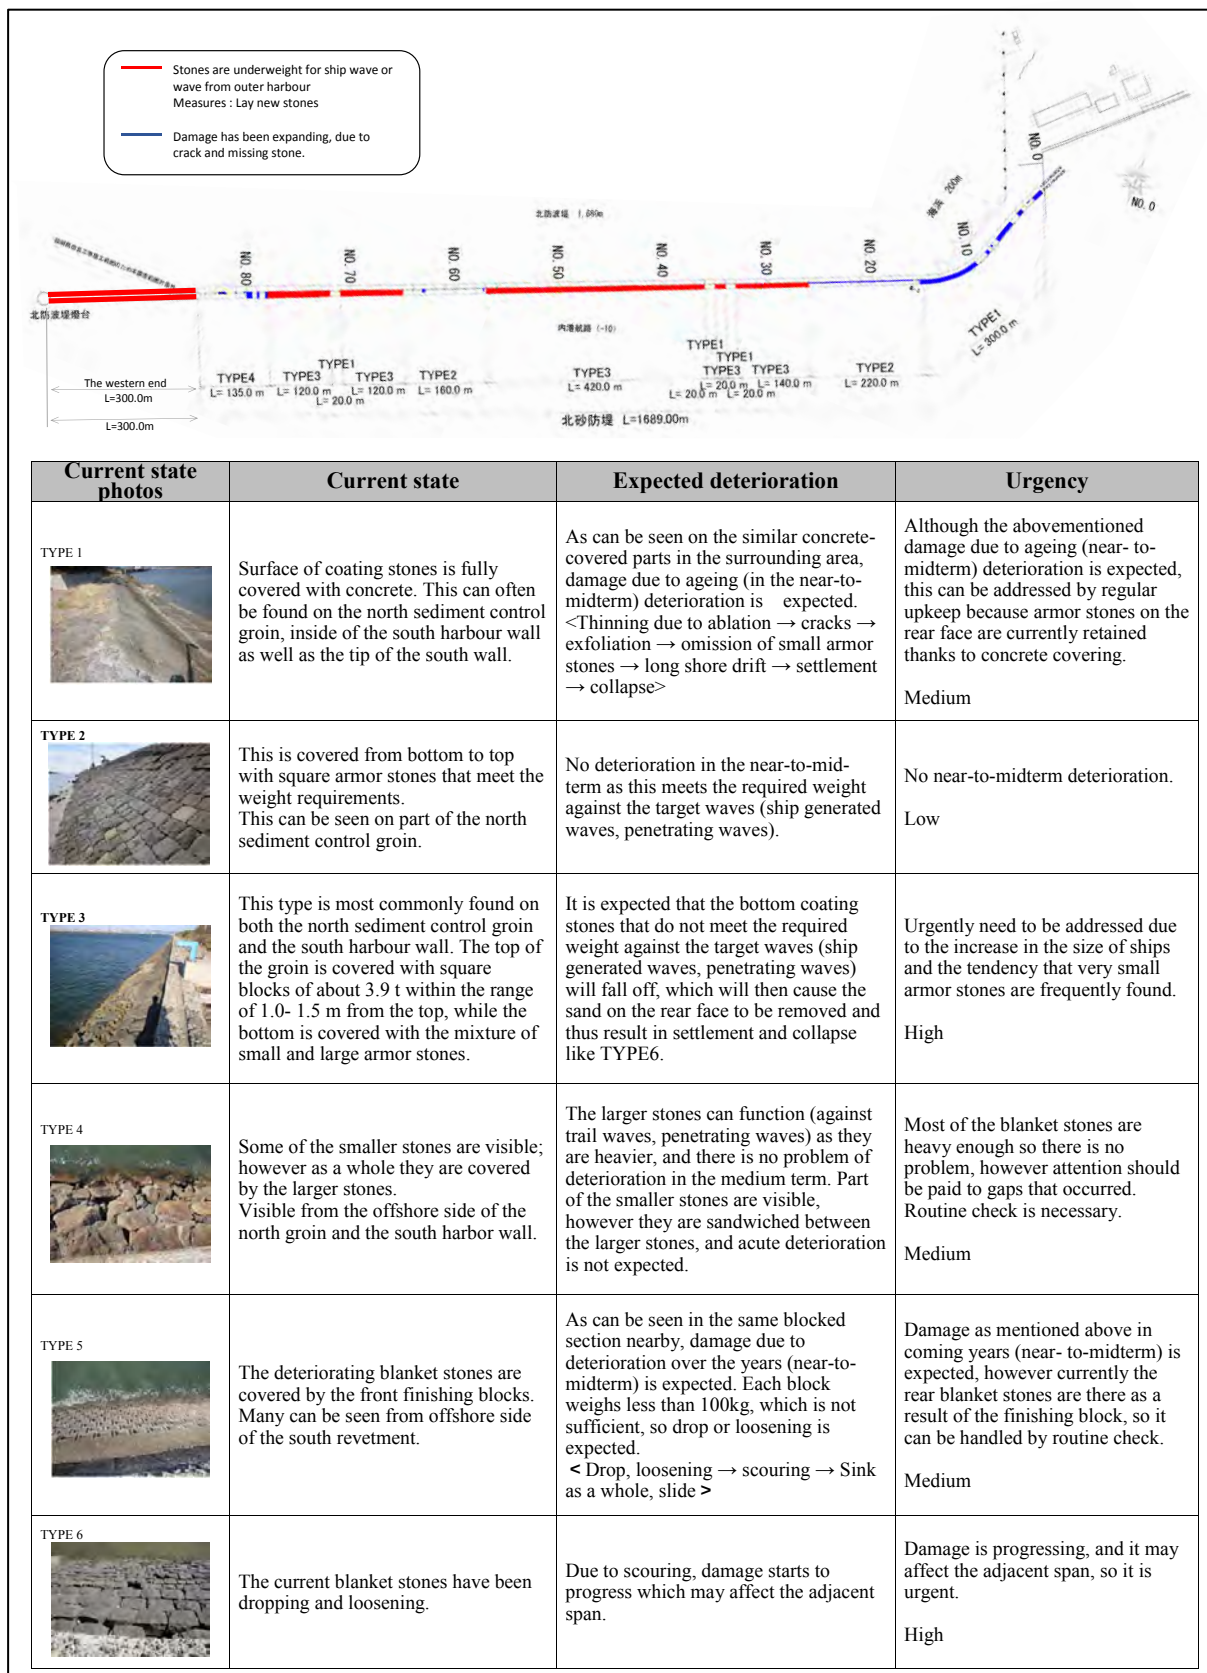 Stones are underweight for ship wave or
wave from outer harbour
Measures : Lay new stones
Damage has been expanding, due to
crack and missing stone.
NO. 0
NO. 0
海浜 200m
NO. 10
北防波堤 1,689m
NO. 80
NO. 70
NO. 60
NO. 50
NO. 40
NO. 30
NO. 20
北防波堤燈台
内港航路 (-10)
TYPE1
L= 300.0 m
The western end
L=300.0m
L=300.0m
TYPE4
L= 135.0 m
TYPE3
L= 120.0 m
TYPE1
L= 20.0 m
TYPE3
L= 120.0 m
TYPE2
L= 160.0 m
TYPE3
L= 420.0 m
TYPE1
L= 20.0 m
TYPE3
L= 20.0 m
TYPE1
L= 20.0 m
TYPE3
L= 140.0 m
TYPE2
L= 220.0 m
北砂防堤 L=1689.00m
Current state
photos
Current state
Expected deterioration
Urgency
TYPE 1
Surface of coating stones is fully
covered with concrete. This can often
be found on the north sediment control
groin, inside of the south harbour wall
as well as the tip of the south wall.
As can be seen on the similar concrete-
covered parts in the surrounding area,
damage due to ageing (in the near-to-
midterm) deterioration is expected.
<Thinning due to ablation → cracks →
exfoliation → omission of small armor
stones → long shore drift → settlement
→ collapse>
Although the abovementioned
damage due to ageing (near- to-
midterm) deterioration is expected,
this can be addressed by regular
upkeep because armor stones on the
rear face are currently retained
thanks to concrete covering.
Medium
TYPE 2
This is covered from bottom to top
with square armor stones that meet the
weight requirements.
This can be seen on part of the north
sediment control groin.
No deterioration in the near-to-mid-
term as this meets the required weight
against the target waves (ship generated
waves, penetrating waves).
No near-to-midterm deterioration.
Low
TYPE 3
This type is most commonly found on
both the north sediment control groin
and the south harbour wall. The top of
the groin is covered with square
blocks of about 3.9 t within the range
of 1.0- 1.5 m from the top, while the
bottom is covered with the mixture of
small and large armor stones.
It is expected that the bottom coating
stones that do not meet the required
weight against the target waves (ship
generated waves, penetrating waves)
will fall off, which will then cause the
sand on the rear face to be removed and
thus result in settlement and collapse
like TYPE6.
Urgently need to be addressed due
to the increase in the size of ships
and the tendency that very small
armor stones are frequently found.
High
TYPE 4
Some of the smaller stones are visible;
however as a whole they are covered
by the larger stones.
Visible from the offshore side of the
north groin and the south harbor wall.
The larger stones can function (against
trail waves, penetrating waves) as they
are heavier, and there is no problem of
deterioration in the medium term. Part
of the smaller stones are visible,
however they are sandwiched between
the larger stones, and acute deterioration
is not expected.
Most of the blanket stones are
heavy enough so there is no
problem, however attention should
be paid to gaps that occurred.
Routine check is necessary.
Medium
TYPE 5
The deteriorating blanket stones are
covered by the front finishing blocks.
Many can be seen from offshore side
of the south revetment.
As can be seen in the same blocked
section nearby, damage due to
deterioration over the years (near-to-
midterm) is expected. Each block
weighs less than 100kg, which is not
sufficient, so drop or loosening is
expected.
< Drop, loosening → scouring → Sink
as a whole, slide >
Damage as mentioned above in
coming years (near- to-midterm) is
expected, however currently the
rear blanket stones are there as a
result of the finishing block, so it
can be handled by routine check.
Medium
TYPE 6
The current blanket stones have been
dropping and loosening.
Due to scouring, damage starts to
progress which may affect the adjacent
span.
Damage is progressing, and it may
affect the adjacent span, so it is
urgent.
High